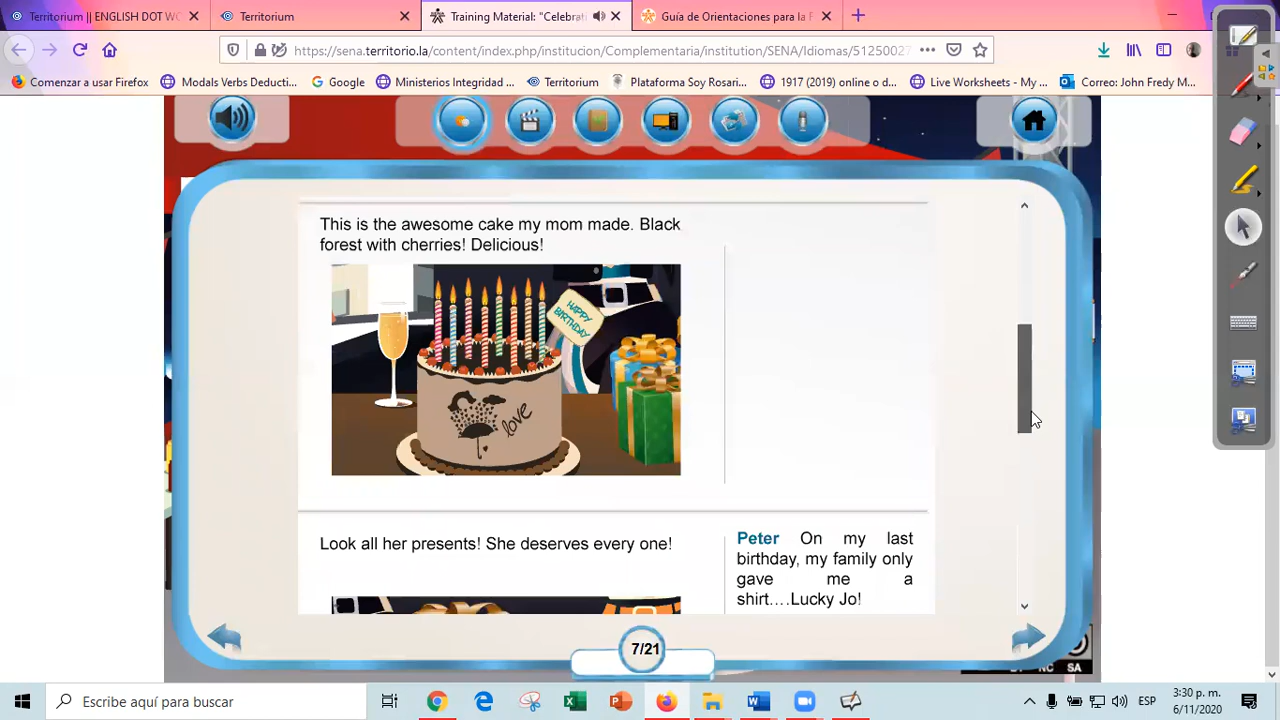 Territorium || ENGLISH DOT WO
Territorium
Training Material: "Celebrati
Guía de Orientaciones para la F
https://sena.territorio.la/content/index.php/institucion/Complementaria/institution/SENA/Idiomas/51250027
Comenzar a usar Firefox
Modals Verbs Deducti...
Google
Ministerios Integridad ...
Territorium
Plataforma Soy Rosari...
1917 (2019) online o d...
Live Worksheets - My ...
Correo: John Fredy M...
This is the awesome cake my mom made. Black
forest with cherries! Delicious!
HAPPY
BIRTHDAY
love
Look all her presents! She deserves every one!
Peter On my last
birthday, my family only
gave me a
shirt….Lucky Jo!
7/21
NC SA
Escribe aquí para buscar
ESP
3:30 p. m.
6/11/2020